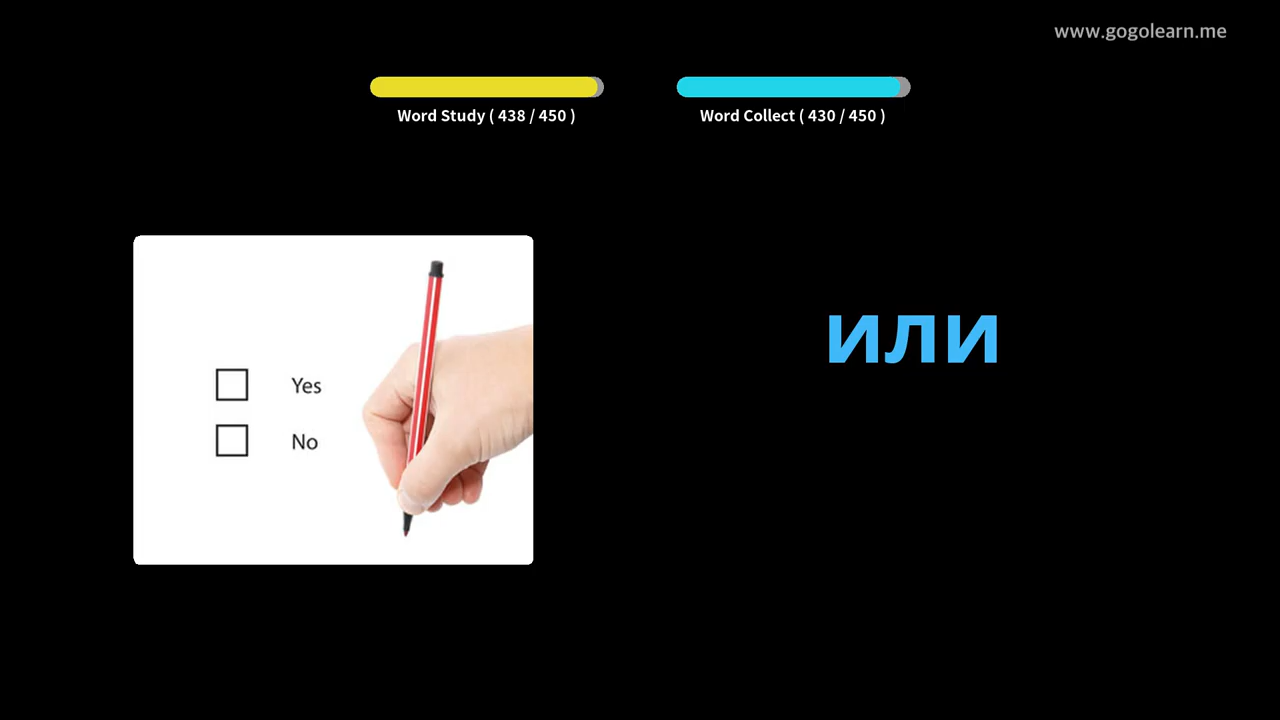 www.gogolearn.me
Word Study ( 438 / 450 )
Word Collect ( 430 / 450 )
или
Yes
No